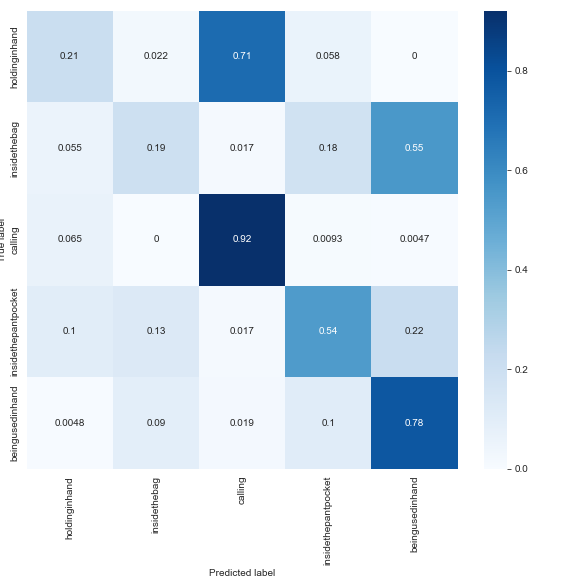 holdinginhand 0.21 0.022 0.71 0.058 0
insidethebag 0.055 0.19 0.017 0.18 0.55
True label
calling 0.065 0 0.92 0.0093 0.0047
insidethepantpocket 0.1 0.13 0.017 0.54 0.22
beingusedinhand 0.0048 0.09 0.019 0.1 0.78
holdinginhand insidethebag calling insidethepantpocket beingusedinhand
Predicted label
0.8
0.6
0.4
0.2
0.0